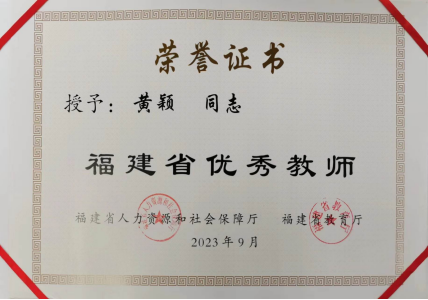 荣誉证书
授予：黄颖 同志
福建省优秀教师
福建省人力资源和社会保障厅 福建省教育厅
2023年9月